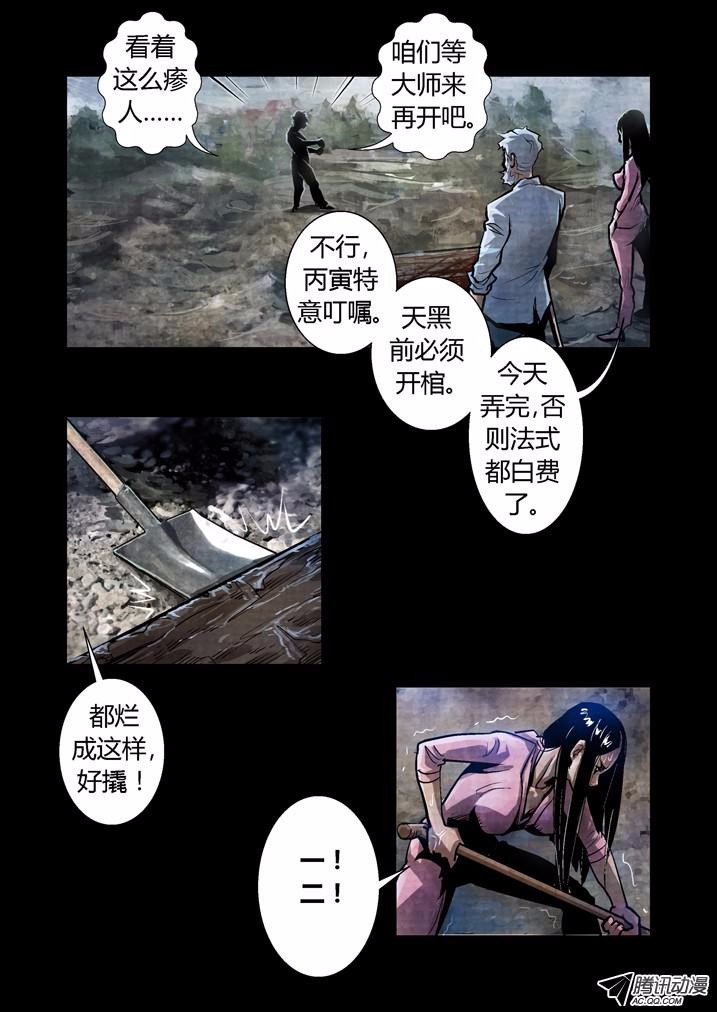 看着
这么瘆
人……
咱们等
大师来
再开吧。
不行，
丙寅特
意叮嘱。
天黑
前必须
开棺。
今天
弄完，否
则法式
都白费
了。
都烂
成这样，
好撬！
一！
二！
腾讯动漫
AC.QQ.COM